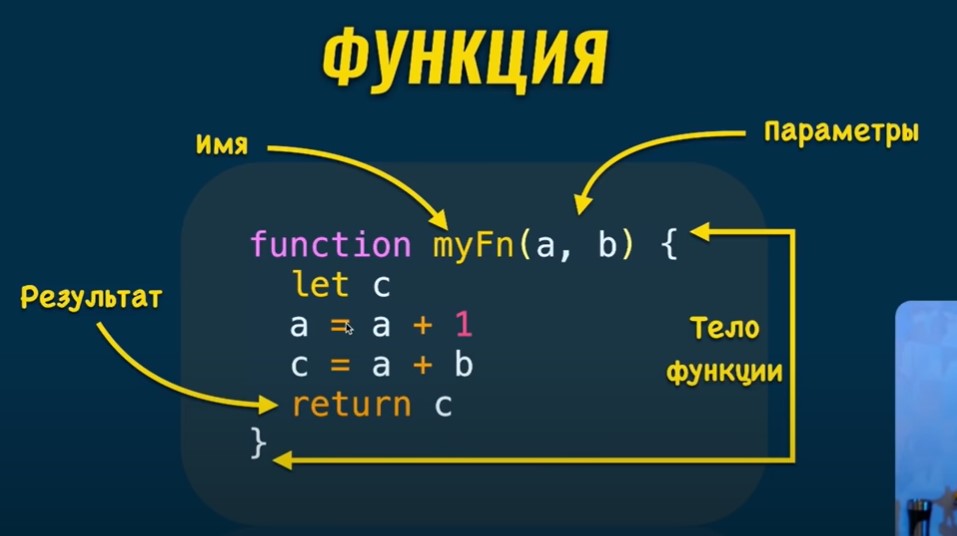 ФУНКЦИЯ
Имя
Параметры
function myFn(a, b) {
let c
a = a + 1
c = a + b
return c
}
Результат
Тело
функции